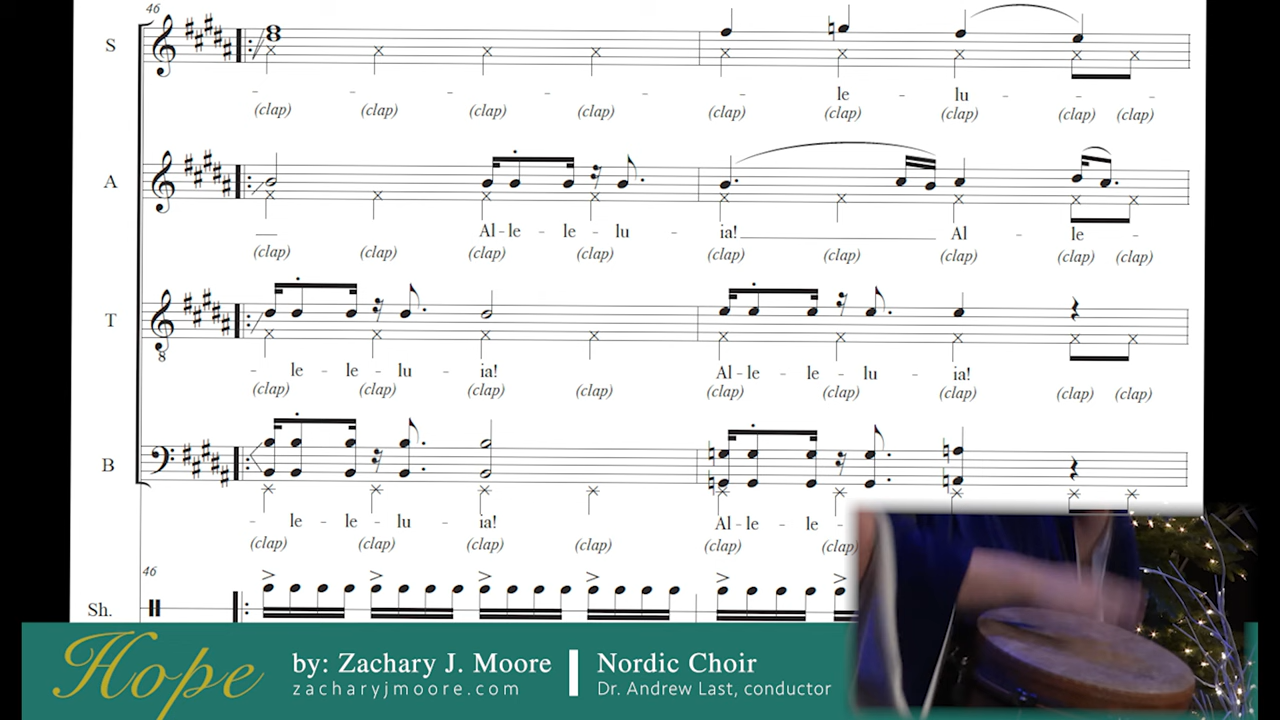 46
S
- - - - - - le - lu - - -
(clap) (clap) (clap) (clap) (clap) (clap) (clap) (clap) (clap)
A
Al - le - le - lu - ia! Al - le -
(clap) (clap) (clap) (clap) (clap) (clap) (clap) (clap) (clap)
T
8
- le - le - lu - ia! Al - le - le - lu - ia!
(clap) (clap) (clap) (clap) (clap) (clap) (clap) (clap) (clap)
B
- le - le - lu - ia! Al - le - le -
(clap) (clap) (clap) (clap) (clap)
46
Sh.
Hope
by: Zachary J. Moore
zacharyjmoore.com
Nordic Choir
Dr. Andrew Last, conductor